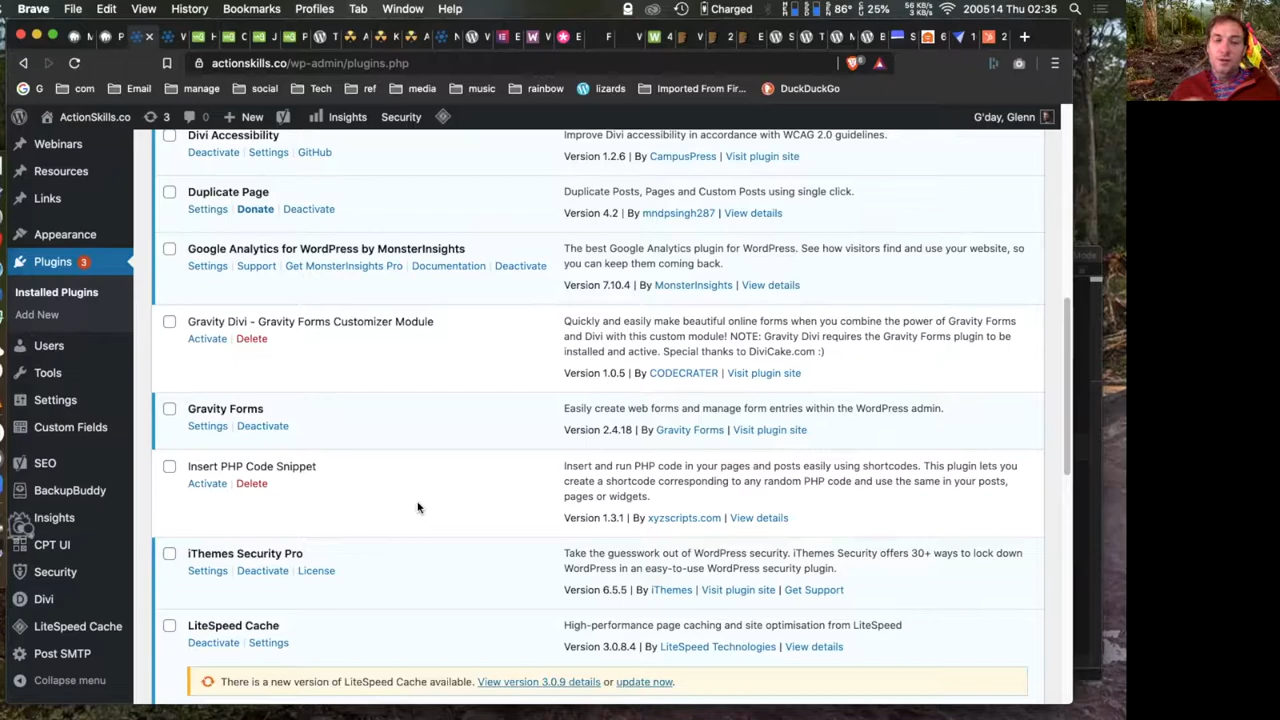 Brave File Edit View History Bookmarks Profiles Tab Window Help Charged 86° 25% 56 KB/s 3 KB/s 200514 Thu 02:35
M P V H C J P T A K A N V E W E F V W 4 2 E S T M E S 6 1 2
actionskills.co/wp-admin/plugins.php
G com Email manage social Tech ref media music rainbow lizards Imported From Fir... DuckDuckGo
ActionSkills.co 3 0 New Insights Security G'day, Glenn
Webinars
Resources
Links
Appearance
Plugins 3
Installed Plugins
Add New
Users
Tools
Settings
Custom Fields
SEO
BackupBuddy
Insights
CPT UI
Security
Divi
LiteSpeed Cache
Post SMTP
Collapse menu
Divi Accessibility Improve Divi accessibility in accordance with WCAG 2.0 guidelines.
Deactivate | Settings | GitHub Version 1.2.6 | By CampusPress | Visit plugin site
Duplicate Page Duplicate Posts, Pages and Custom Posts using single click.
Settings | Donate | Deactivate Version 4.2 | By mndpsingh287 | View details
Google Analytics for WordPress by MonsterInsights The best Google Analytics plugin for WordPress. See how visitors find and use your website, so
Settings | Support | Get MonsterInsights Pro | Documentation | Deactivate you can keep them coming back.
Version 7.10.4 | By MonsterInsights | View details
Gravity Divi - Gravity Forms Customizer Module Quickly and easily make beautiful online forms when you combine the power of Gravity Forms
Activate | Delete and Divi with this custom module! NOTE: Gravity Divi requires the Gravity Forms plugin to be
installed and active. Special thanks to DiviCake.com :)
Version 1.0.5 | By CODECRATER | Visit plugin site
Gravity Forms Easily create web forms and manage form entries within the WordPress admin.
Settings | Deactivate Version 2.4.18 | By Gravity Forms | Visit plugin site
Insert PHP Code Snippet Insert and run PHP code in your pages and posts easily using shortcodes. This plugin lets you
Activate | Delete create a shortcode corresponding to any random PHP code and use the same in your posts,
pages or widgets.
Version 1.3.1 | By xyzscripts.com | View details
iThemes Security Pro Take the guesswork out of WordPress security. iThemes Security offers 30+ ways to lock down
Settings | Deactivate | License WordPress in an easy-to-use WordPress security plugin.
Version 6.5.5 | By iThemes | Visit plugin site | Get Support
LiteSpeed Cache High-performance page caching and site optimisation from LiteSpeed
Deactivate | Settings Version 3.0.8.4 | By LiteSpeed Technologies | View details
There is a new version of LiteSpeed Cache available. View version 3.0.9 details or update now.